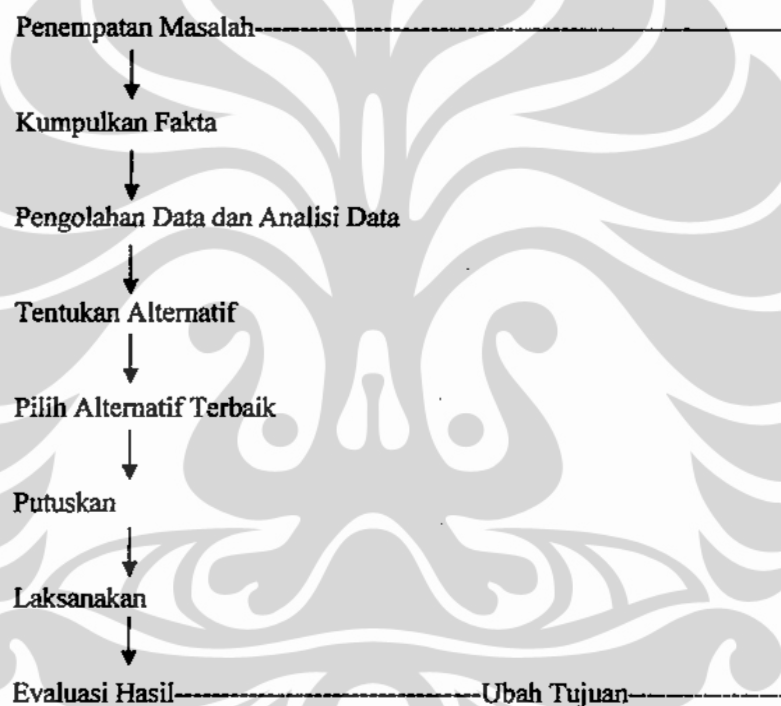 Penempatan Masalah
Kumpulkan Fakta
Pengolahan Data dan Analisi Data
Tentukan Alternatif
Pilih Alternatif Terbaik
Putuskan
Laksanakan
Evaluasi Hasil Ubah Tujuan